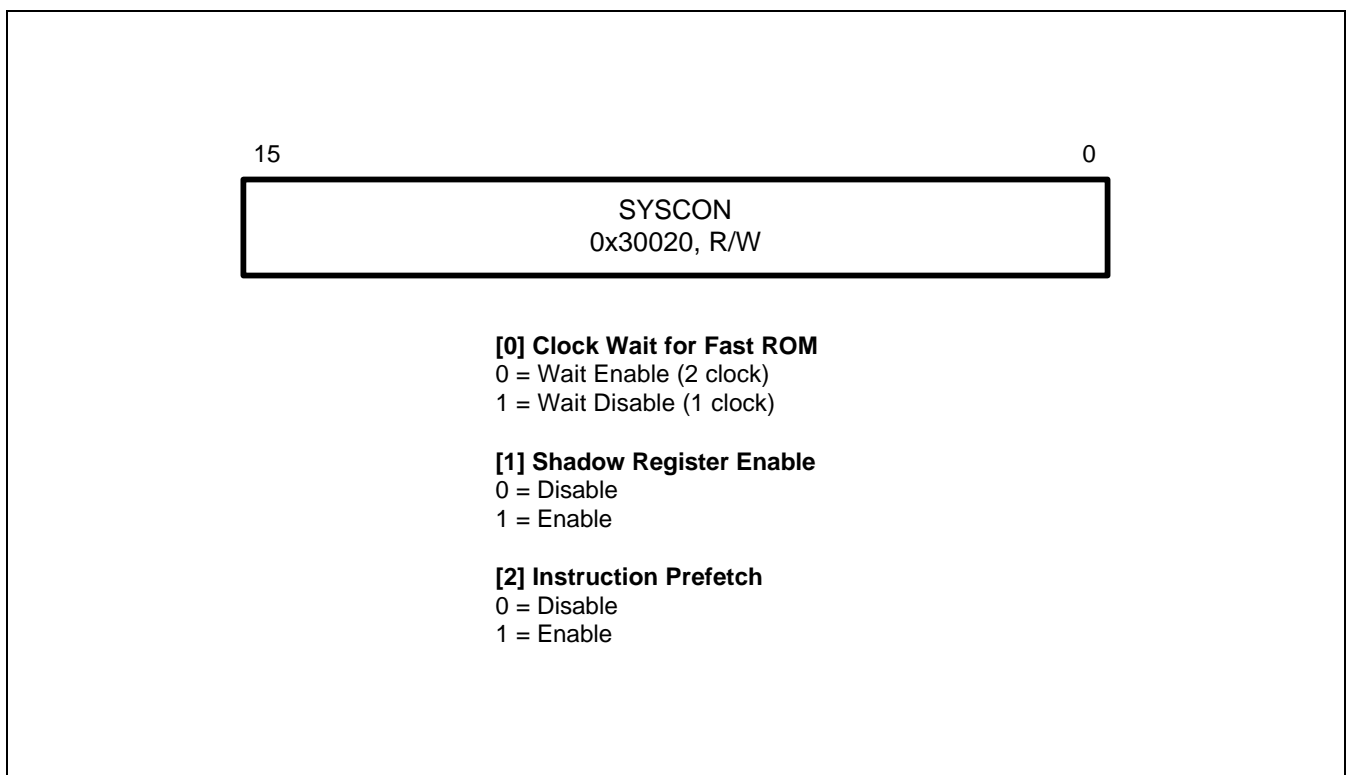 15 0
SYSCON
0x30020, R/W
[0] Clock Wait for Fast ROM
0 = Wait Enable (2 clock)
1 = Wait Disable (1 clock)
[1] Shadow Register Enable
0 = Disable
1 = Enable
[2] Instruction Prefetch
0 = Disable
1 = Enable